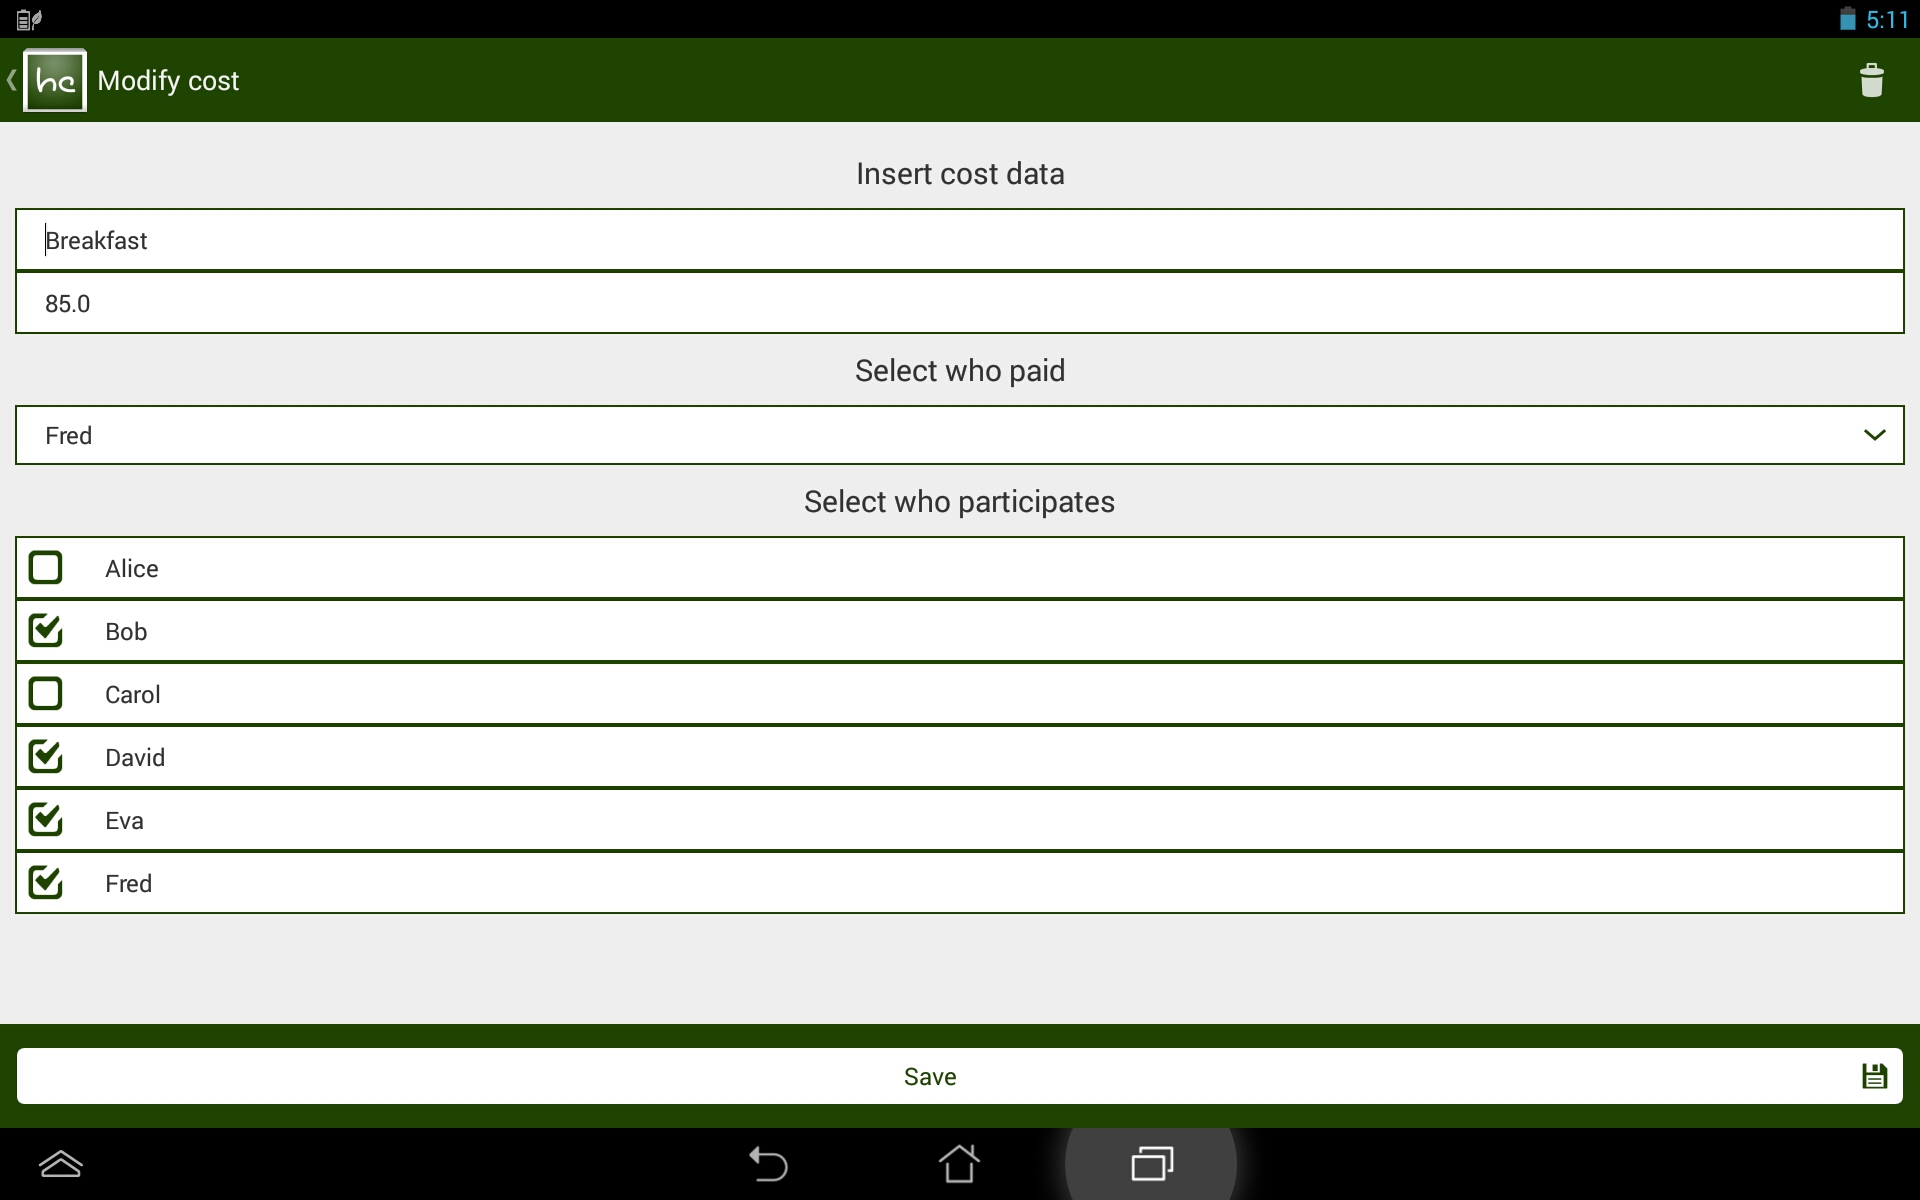 5:11
hc Modify cost
Insert cost data
Breakfast
85.0
Select who paid
Fred
Select who participates
Alice
Bob
Carol
David
Eva
Fred
Save